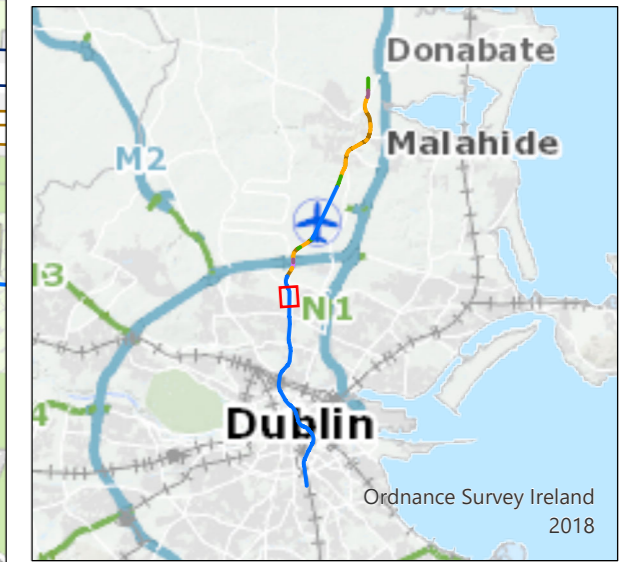 Donabate
M2
Malahide
N1
Dublin
Ordnance Survey Ireland
2018